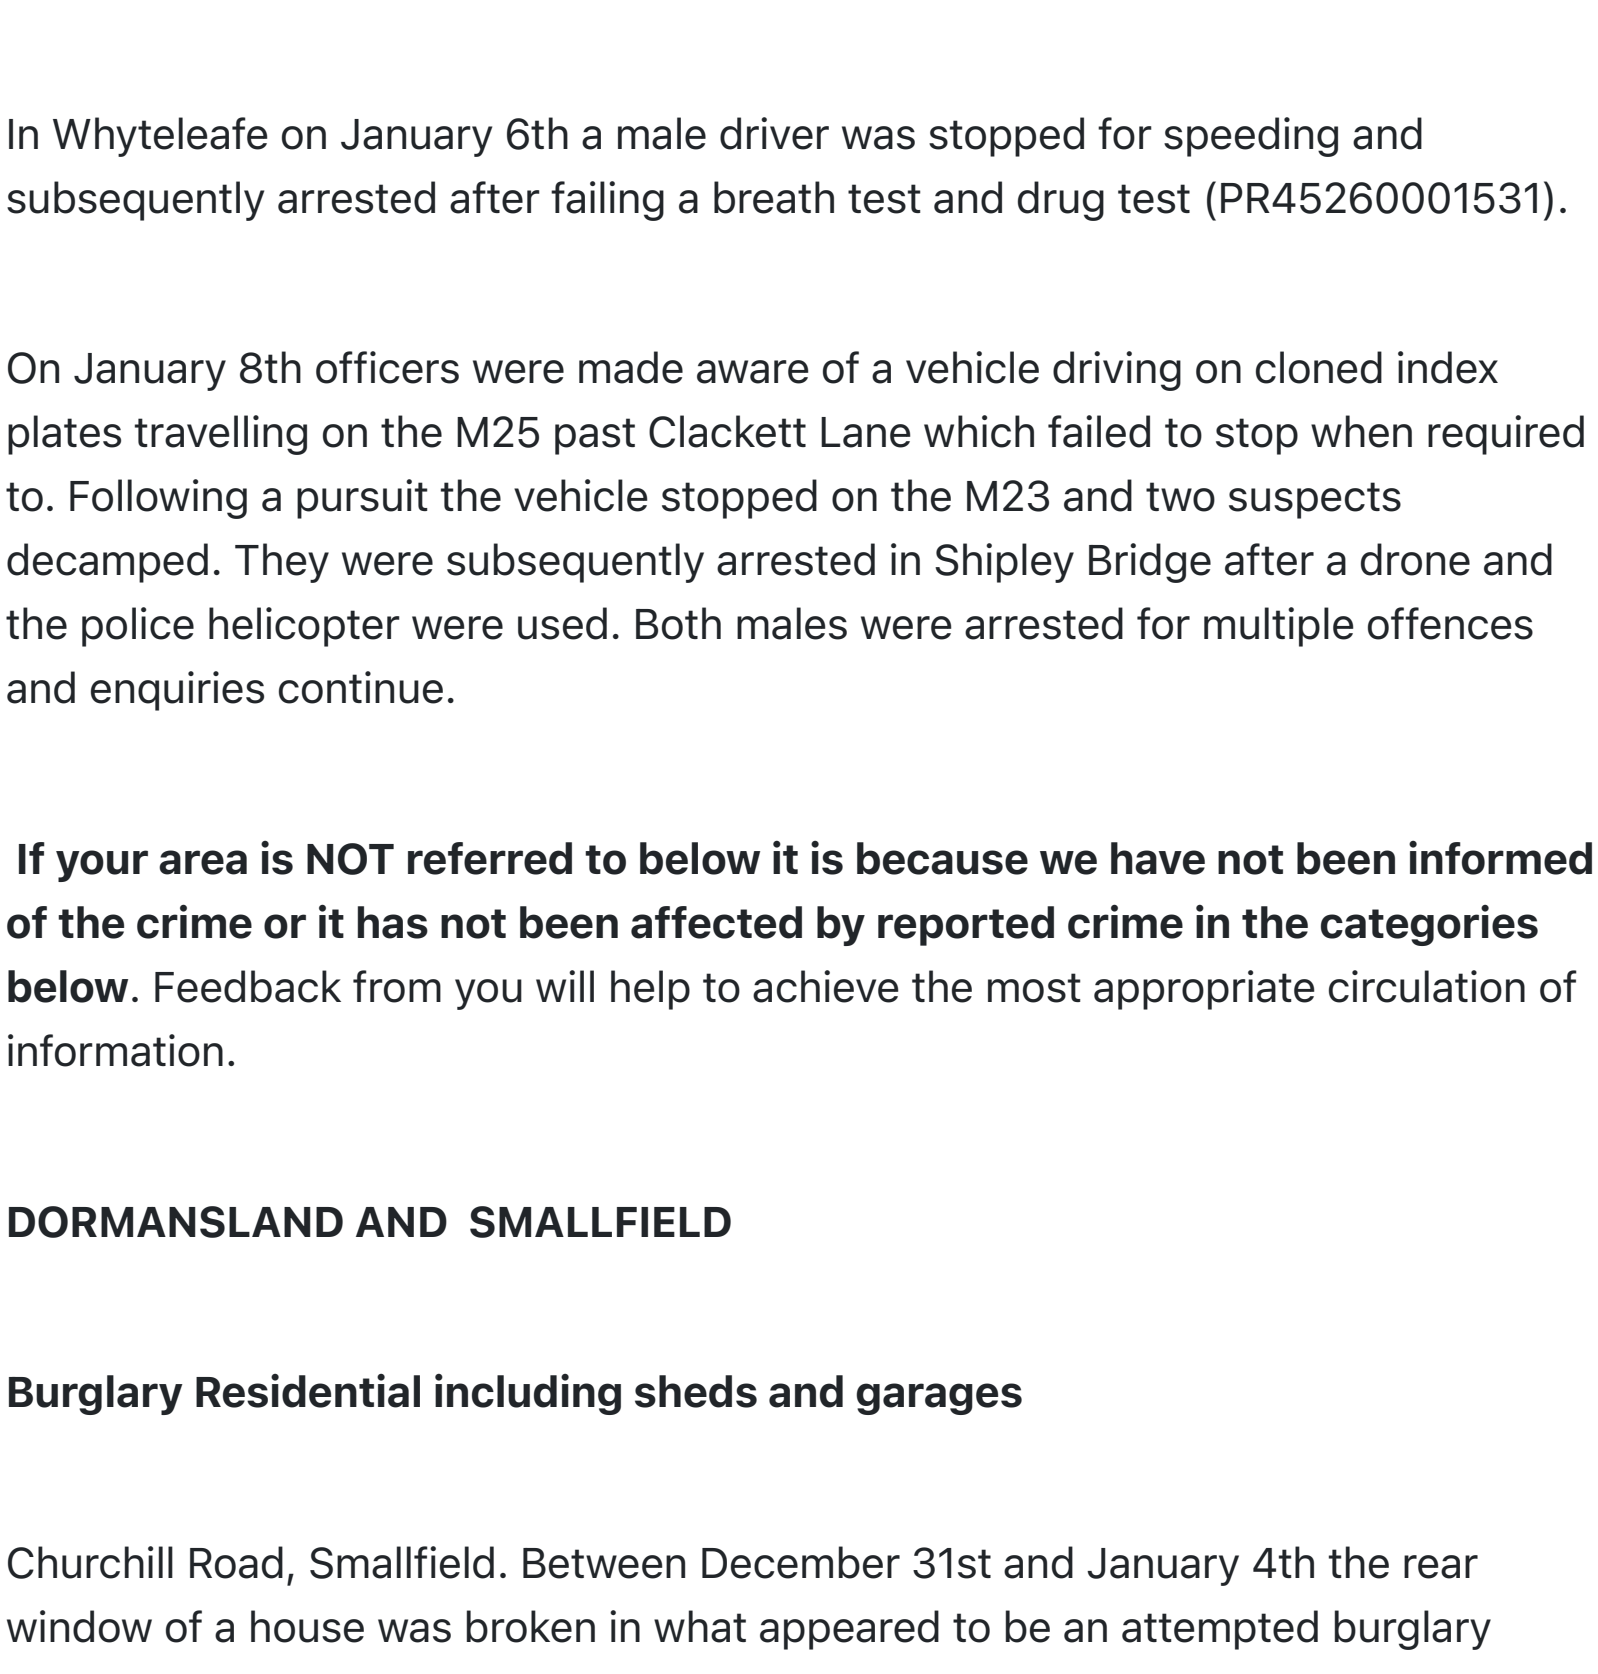 In Whyteleafe on January 6th a male driver was stopped for speeding and
subsequently arrested after failing a breath test and drug test (PR45260001531).
On January 8th officers were made aware of a vehicle driving on cloned index
plates travelling on the M25 past Clackett Lane which failed to stop when required
to. Following a pursuit the vehicle stopped on the M23 and two suspects
decamped. They were subsequently arrested in Shipley Bridge after a drone and
the police helicopter were used. Both males were arrested for multiple offences
and enquiries continue.
If your area is NOT referred to below it is because we have not been informed
of the crime or it has not been affected by reported crime in the categories
below. Feedback from you will help to achieve the most appropriate circulation of
information.
DORMANSLAND AND  SMALLFIELD
Burglary Residential including sheds and garages
Churchill Road, Smallfield. Between December 31st and January 4th the rear
window of a house was broken in what appeared to be an attempted burglary